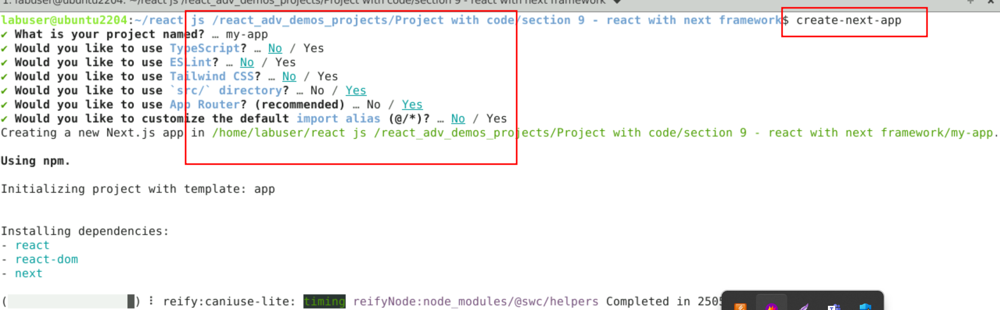 1. labuser@ubuntu2204: ~/react js /react_adv_demos_projects/Project with code/section 9 - react with next framework
labuser@ubuntu2204:~/react js /react_adv_demos_projects/Project with code/section 9 - react with next framework$ create-next-app
✔ What is your project named? … my-app
✔ Would you like to use TypeScript? … No / Yes
✔ Would you like to use ESLint? … No / Yes
✔ Would you like to use Tailwind CSS? … No / Yes
✔ Would you like to use `src/` directory? … No / Yes
✔ Would you like to use App Router? (recommended) … No / Yes
✔ Would you like to customize the default import alias (@/*)? … No / Yes
Creating a new Next.js app in /home/labuser/react js /react_adv_demos_projects/Project with code/section 9 - react with next framework/my-app.
Using npm.
Initializing project with template: app
Installing dependencies:
- react
- react-dom
- next
( ) ⠸ reify:caniuse-lite: timing reifyNode:node_modules/@swc/helpers Completed in 2505